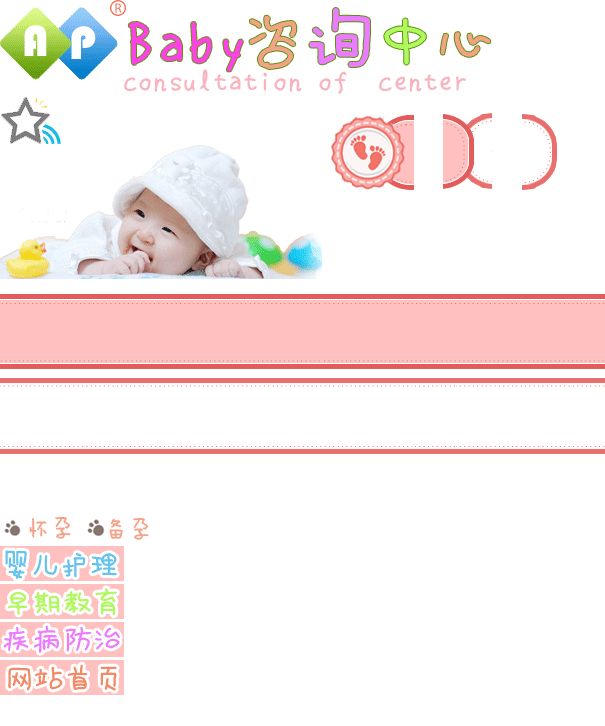 AP® Baby咨询中心
consultation of center
怀孕 备孕
婴儿护理
早期教育
疾病防治
网站首页